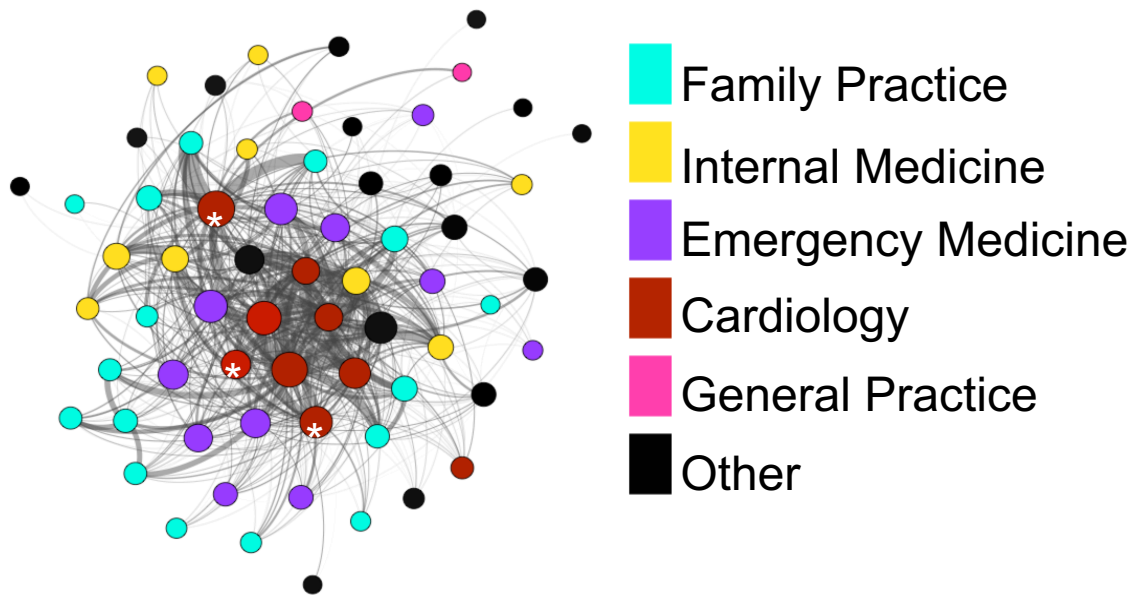 *
*
*
Family Practice
Internal Medicine
Emergency Medicine
Cardiology
General Practice
Other